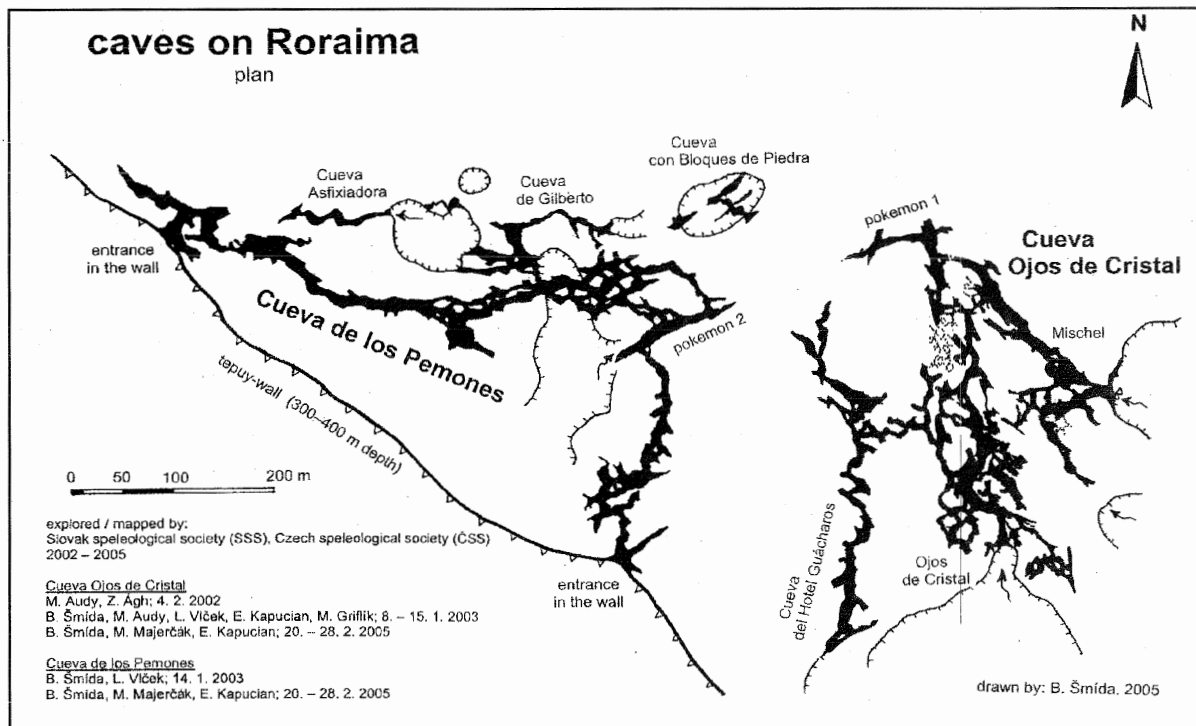 caves on Roraima
plan
N
Cueva
Asfixiadora
Cueva
de Gilberto
Cueva
con Bloques de Piedra
pokemon 1
Cueva
Ojos de Cristal
entrance
in the wall
Cueva de los Pemones
pokemon 2
Mischel
tepuy-wall (300–400 m depth)
0 50 100 200 m
explored / mapped by:
Slovak speleological society (SSS), Czech speleological society (ČSS)
2002 – 2005
Cueva Ojos de Cristal
M. Audy, Z. Ágh; 4. 2. 2002
B. Šmída, M. Audy, L. Vlček, E. Kapucian, M. Griflik; 8. – 15. 1. 2003
B. Šmída, M. Majerčák, E. Kapucian; 20. – 28. 2. 2005
Cueva de los Pemones
B. Šmída, L. Vlček; 14. 1. 2003
B. Šmída, M. Majerčák, E. Kapucian; 20. – 28. 2. 2005
entrance
in the wall
Cueva
del Hotel Guácharos
Ojos
de Cristal
drawn by: B. Šmída, 2005